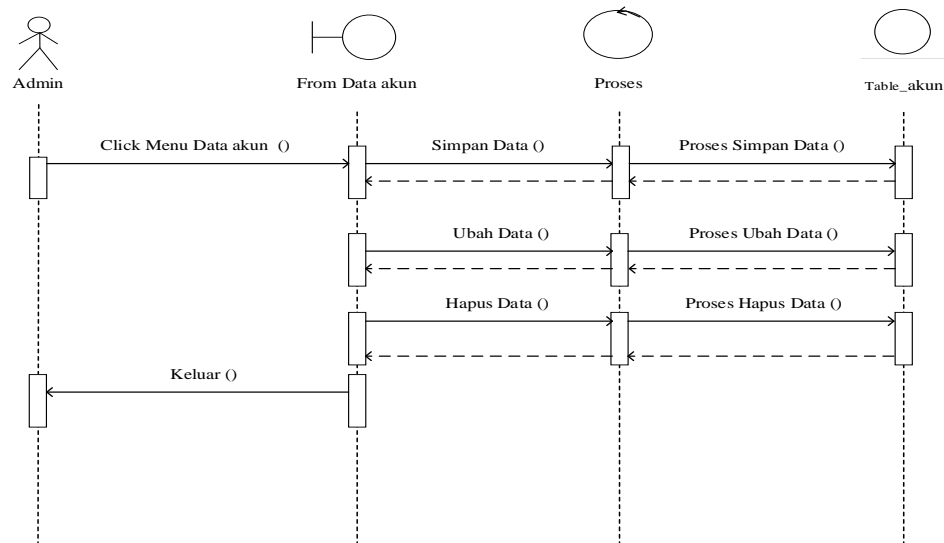 Admin
From Data akun
Proses
Table_akun
Click Menu Data akun ()
Simpan Data ()
Proses Simpan Data ()
Ubah Data ()
Proses Ubah Data ()
Hapus Data ()
Proses Hapus Data ()
Keluar ()